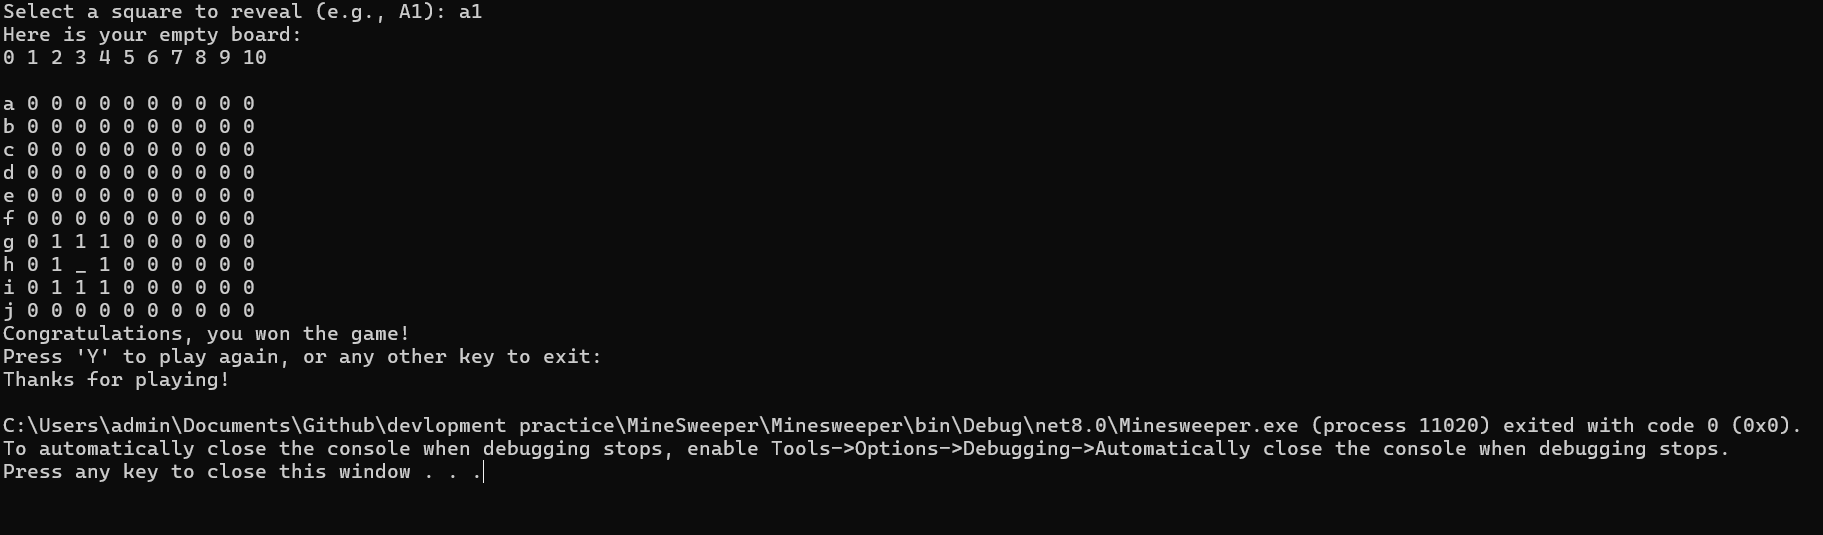 Select a square to reveal (e.g., A1): a1
Here is your empty board:
0 1 2 3 4 5 6 7 8 9 10
a 0 0 0 0 0 0 0 0 0 0
b 0 0 0 0 0 0 0 0 0 0
c 0 0 0 0 0 0 0 0 0 0
d 0 0 0 0 0 0 0 0 0 0
e 0 0 0 0 0 0 0 0 0 0
f 0 0 0 0 0 0 0 0 0 0
g 0 1 1 1 0 0 0 0 0 0
h 0 1 _ 1 0 0 0 0 0 0
i 0 1 1 1 0 0 0 0 0 0
j 0 0 0 0 0 0 0 0 0 0
Congratulations, you won the game!
Press 'Y' to play again, or any other key to exit:
Thanks for playing!
C:\Users\admin\Documents\Github\devlopment practice\MineSweeper\Minesweeper\bin\Debug\net8.0\Minesweeper.exe (process 11020) exited with code 0 (0x0).
To automatically close the console when debugging stops, enable Tools->Options->Debugging->Automatically close the console when debugging stops.
Press any key to close this window . . .